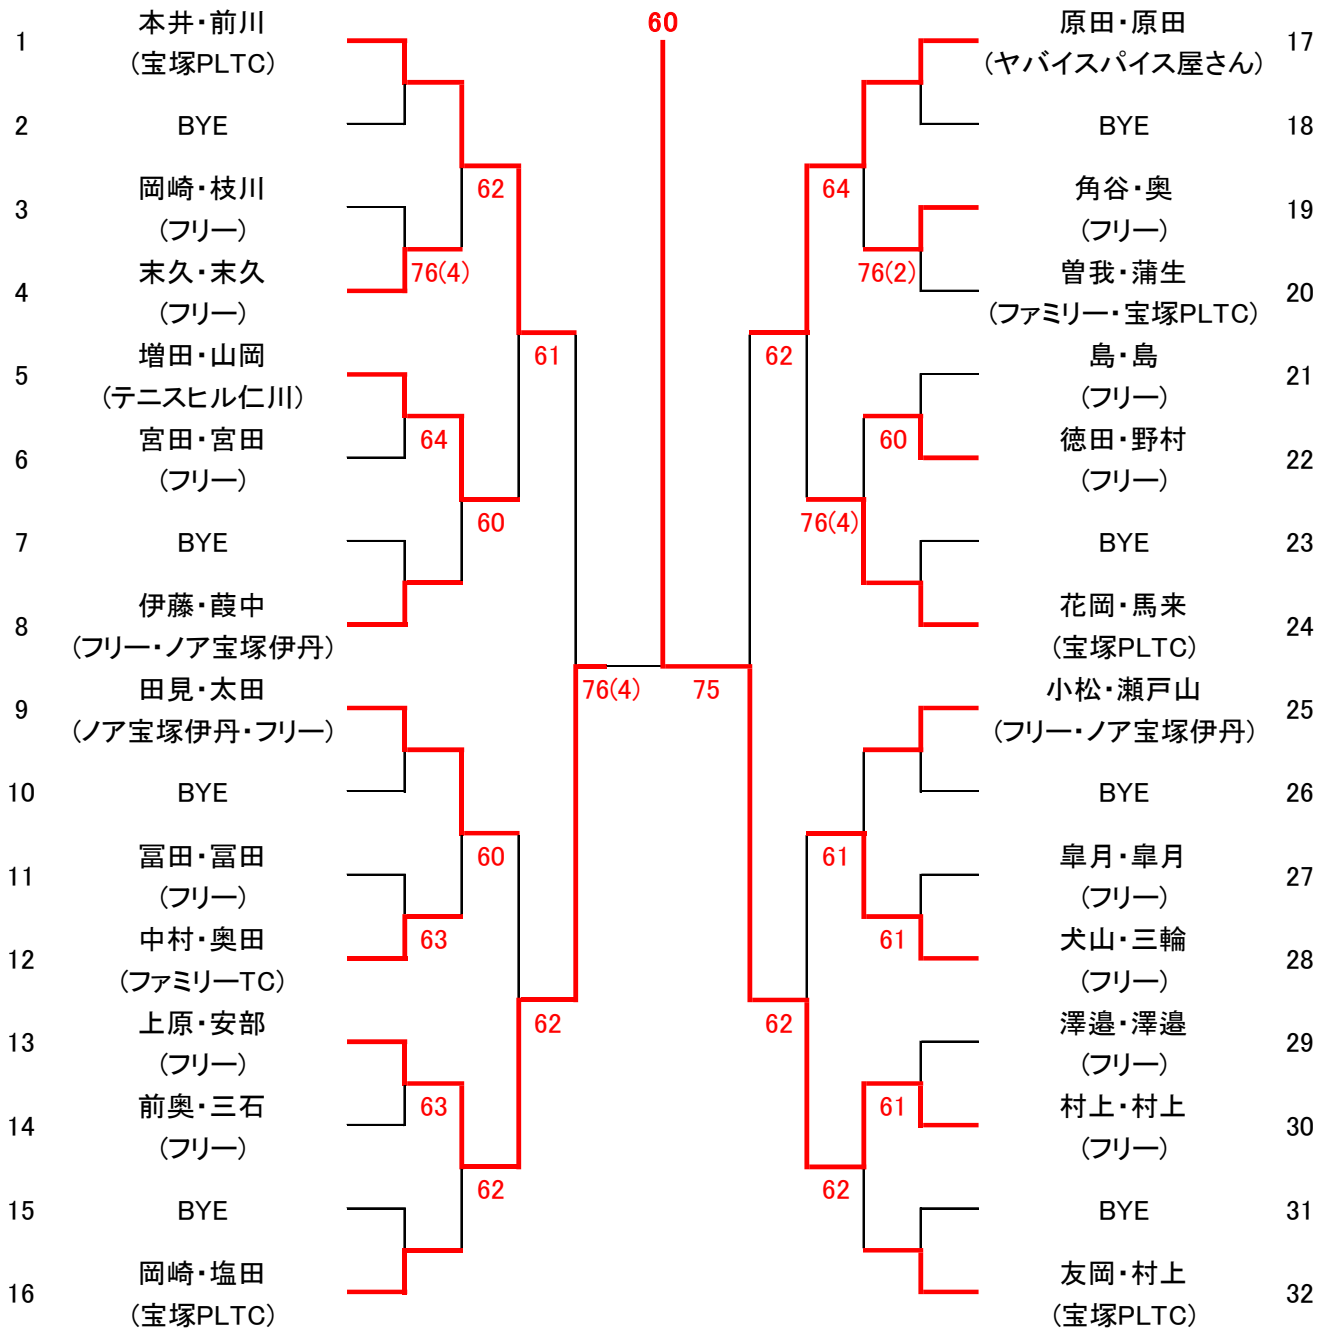 60
1
本井・前川
(宝塚PLTC)
2
BYE
3
岡崎・枝川
(フリー)
4
末久・末久
(フリー)
5
増田・山岡
(テニスヒル仁川)
6
宮田・宮田
(フリー)
7
BYE
8
伊藤・葭中
(フリー・ノア宝塚伊丹)
9
田見・太田
(ノア宝塚伊丹・フリー)
10
BYE
11
冨田・冨田
(フリー)
12
中村・奥田
(ファミリーTC)
13
上原・安部
(フリー)
14
前奥・三石
(フリー)
15
BYE
16
岡崎・塩田
(宝塚PLTC)
62
76(4)
61
64
60
76(4)
60
63
62
63
62
75
64
76(2)
62
60
76(4)
61
61
62
61
62
原田・原田
(ヤバイスパイス屋さん)
17
BYE
18
角谷・奥
(フリー)
19
曽我・蒲生
(ファミリー・宝塚PLTC)
20
島・島
(フリー)
21
徳田・野村
(フリー)
22
BYE
23
花岡・馬来
(宝塚PLTC)
24
小松・瀬戸山
(フリー・ノア宝塚伊丹)
25
BYE
26
皐月・皐月
(フリー)
27
犬山・三輪
(フリー)
28
澤邉・澤邉
(フリー)
29
村上・村上
(フリー)
30
BYE
31
友岡・村上
(宝塚PLTC)
32